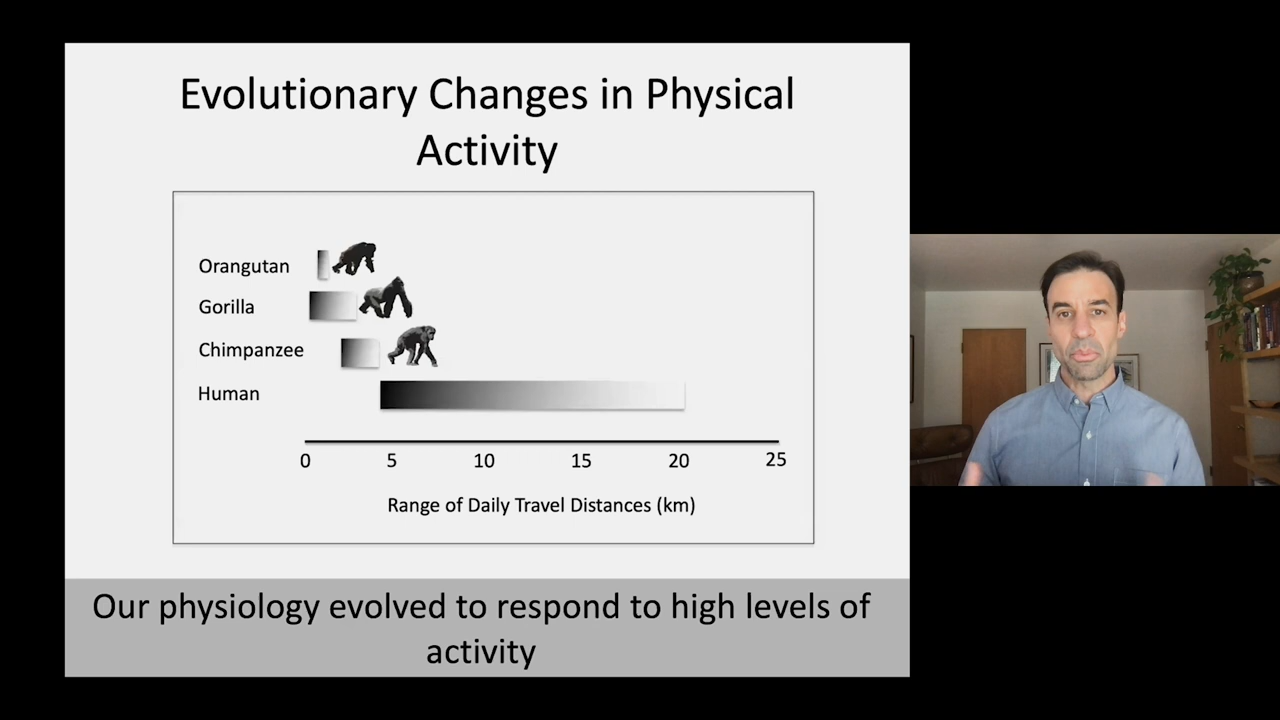 Evolutionary Changes in Physical
Activity
Orangutan
Gorilla
Chimpanzee
Human
0 5 10 15 20 25
Range of Daily Travel Distances (km)
Our physiology evolved to respond to high levels of
activity